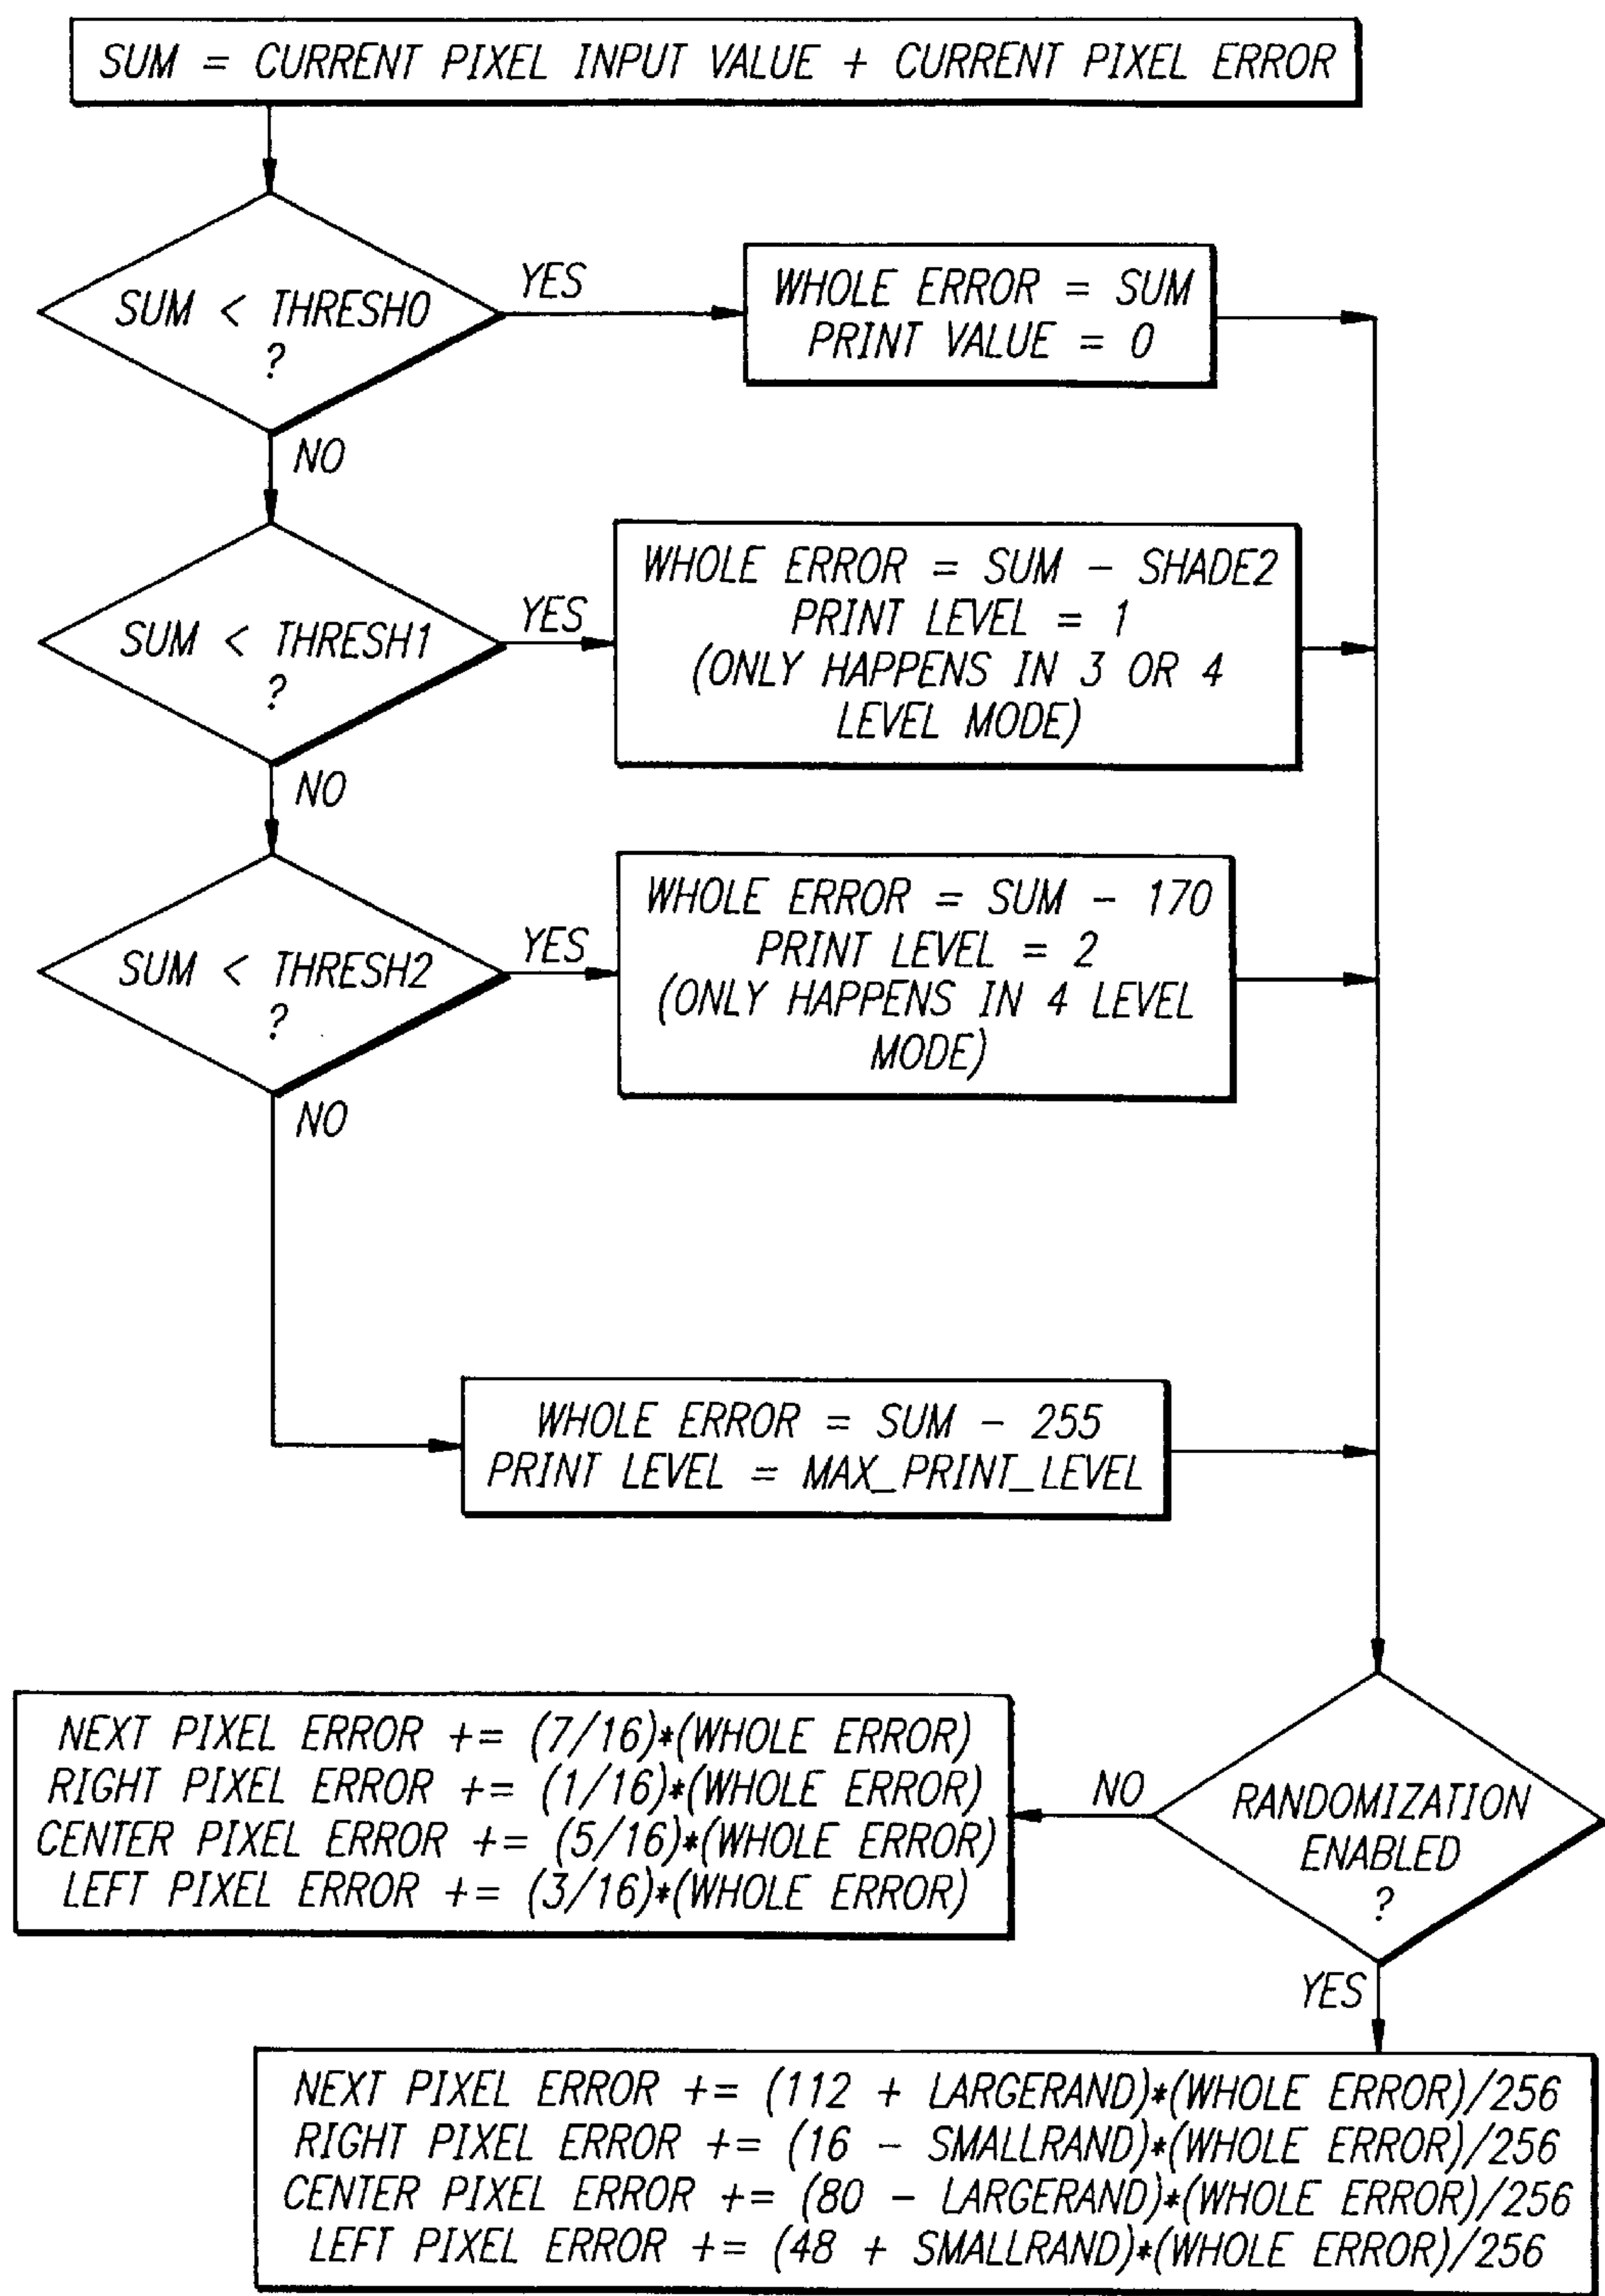 SUM = CURRENT PIXEL INPUT VALUE + CURRENT PIXEL ERROR
SUM < THRESH0
?
YES
WHOLE ERROR = SUM
PRINT VALUE = 0
NO
SUM < THRESH1
?
YES
WHOLE ERROR = SUM - SHADE2
PRINT LEVEL = 1
(ONLY HAPPENS IN 3 OR 4
LEVEL MODE)
NO
SUM < THRESH2
?
YES
WHOLE ERROR = SUM - 170
PRINT LEVEL = 2
(ONLY HAPPENS IN 4 LEVEL
MODE)
NO
WHOLE ERROR = SUM - 255
PRINT LEVEL = MAX_PRINT_LEVEL
RANDOMIZATION
ENABLED
?
NO
NEXT PIXEL ERROR += (7/16)*(WHOLE ERROR)
RIGHT PIXEL ERROR += (1/16)*(WHOLE ERROR)
CENTER PIXEL ERROR += (5/16)*(WHOLE ERROR)
LEFT PIXEL ERROR += (3/16)*(WHOLE ERROR)
YES
NEXT PIXEL ERROR += (112 + LARGERAND)*(WHOLE ERROR)/256
RIGHT PIXEL ERROR += (16 - SMALLRAND)*(WHOLE ERROR)/256
CENTER PIXEL ERROR += (80 - LARGERAND)*(WHOLE ERROR)/256
LEFT PIXEL ERROR += (48 + SMALLRAND)*(WHOLE ERROR)/256